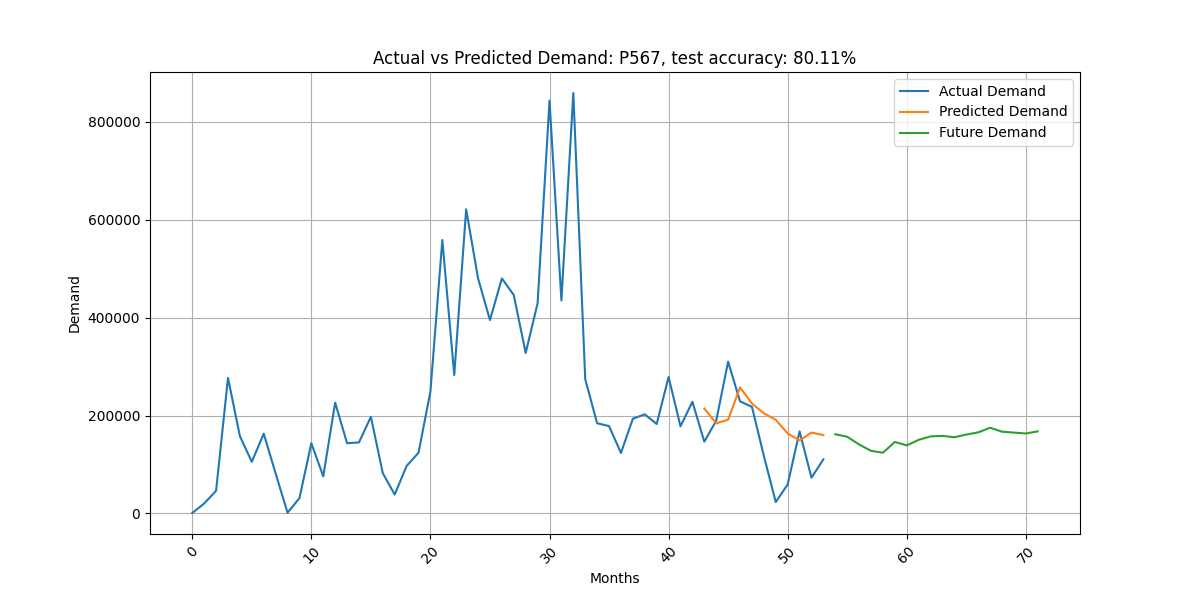 Actual vs Predicted Demand: P567, test accuracy: 80.11%
Actual Demand
Predicted Demand
Future Demand
800000
600000
400000
200000
0
Demand
0 10 20 30 40 50 60 70
Months